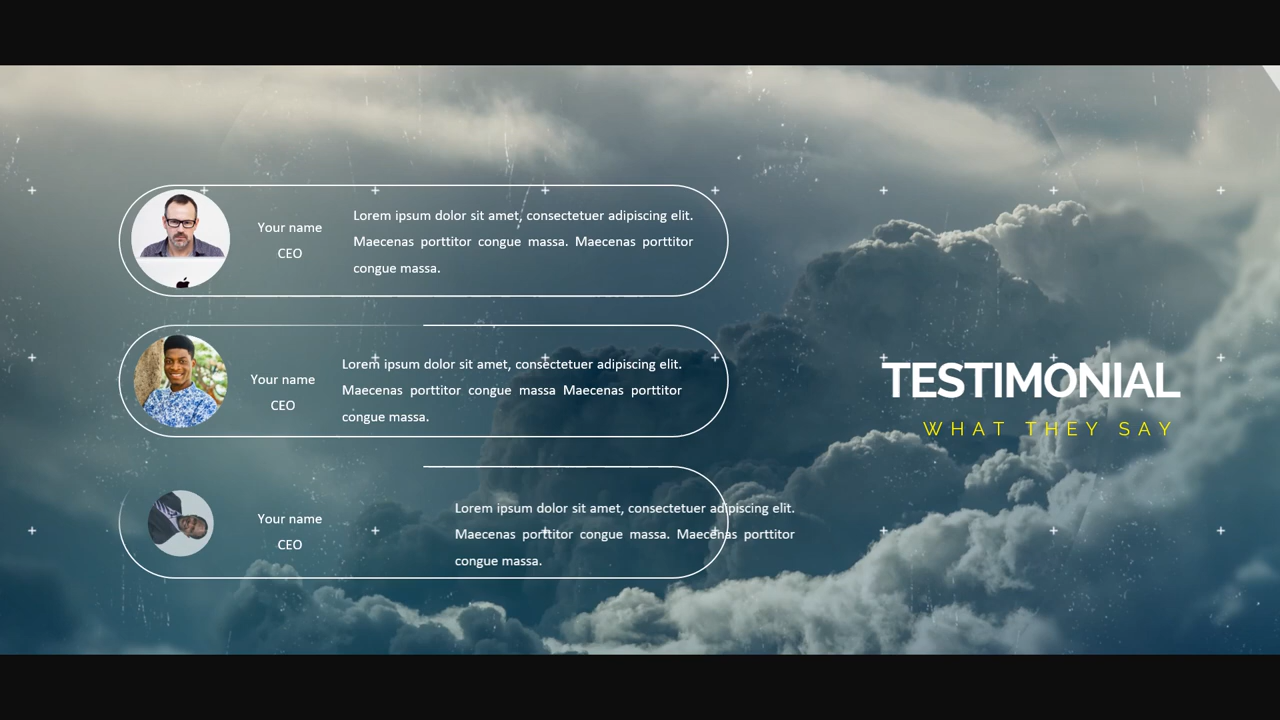 Your name
CEO
Lorem ipsum dolor sit amet, consectetuer adipiscing elit.
Maecenas porttitor congue massa. Maecenas porttitor
congue massa.
Your name
CEO
Lorem ipsum dolor sit amet, consectetuer adipiscing elit.
Maecenas porttitor congue massa Maecenas porttitor
congue massa.
Your name
CEO
Lorem ipsum dolor sit amet, consectetuer adipiscing elit.
Maecenas porttitor congue massa. Maecenas porttitor
congue massa.
TESTIMONIAL
WHAT THEY SAY